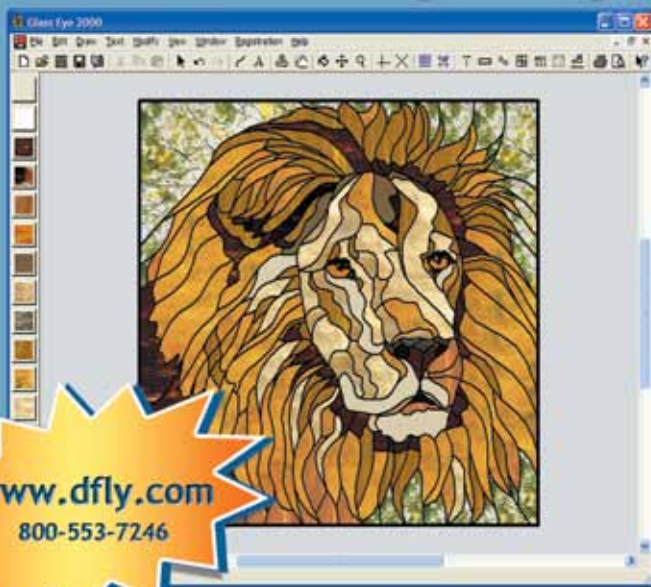 Glass Eye 2000
File Edit Draw Text Modify View Window Registration Help
www.dfly.com
800-553-7246